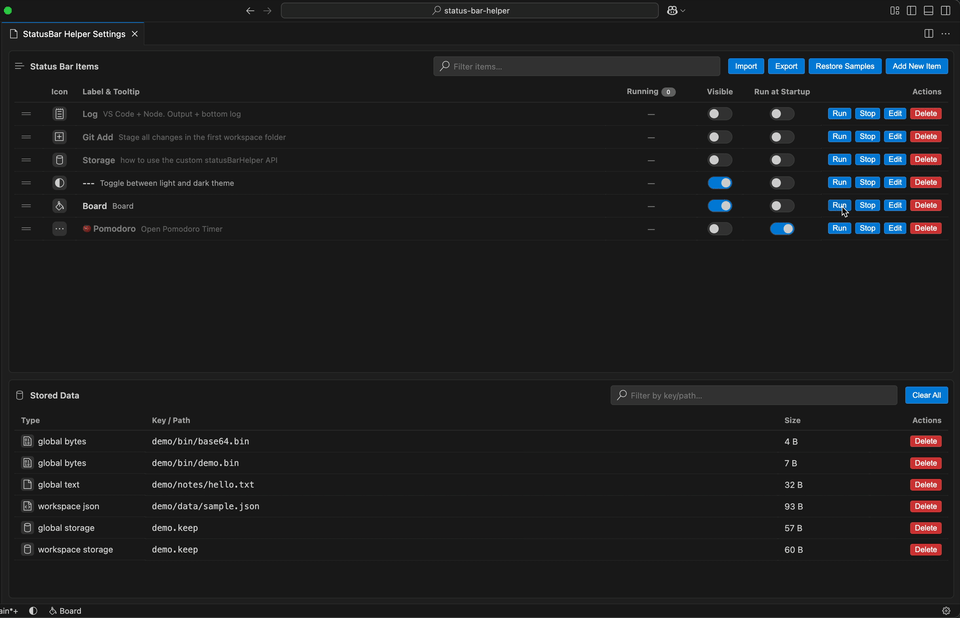 status-bar-helper
StatusBar Helper Settings
Status Bar Items Filter items... Import Export Restore Samples Add New Item
Icon Label & Tooltip Running 0 Visible Run at Startup Actions
Log VS Code + Node. Output + bottom log — Run Stop Edit Delete
Git Add Stage all changes in the first workspace folder — Run Stop Edit Delete
Storage how to use the custom statusBarHelper API — Run Stop Edit Delete
--- Toggle between light and dark theme — Run Stop Edit Delete
Board Board — Run Stop Edit Delete
Pomodoro Open Pomodoro Timer — Run Stop Edit Delete
Stored Data Filter by key/path... Clear All
Type Key / Path Size Actions
global bytes demo/bin/base64.bin 4 B Delete
global bytes demo/bin/demo.bin 7 B Delete
global text demo/notes/hello.txt 32 B Delete
workspace json demo/data/sample.json 93 B Delete
global storage demo.keep 57 B Delete
workspace storage demo.keep 60 B Delete
ain*+ Board